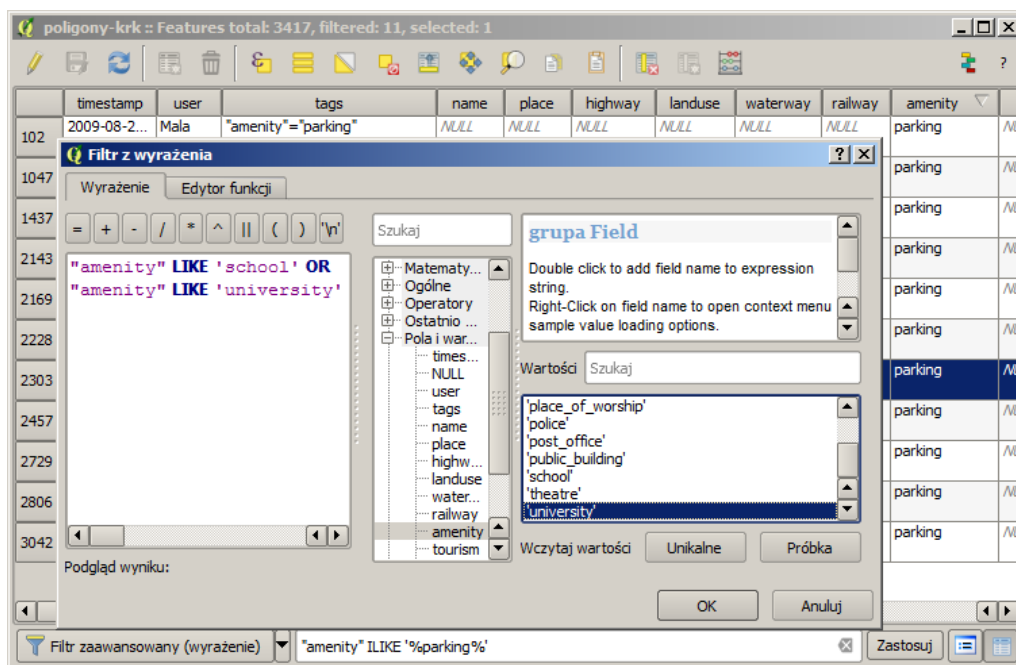 poligony-krk :: Features total: 3417, filtered: 11, selected: 1
?
timestamp user tags name place highway landuse waterway railway amenity
102 2009-08-2... Mala "amenity"="parking" NULL NULL NULL NULL NULL NULL parking
1047 parking
1437 parking
2143 parking
2169 parking
2228 parking
2303 parking
2457 parking
2729 parking
2806 parking
3042 parking
Filtr z wyrażenia
Wyrażenie Edytor funkcji
= + - / * ^ || ( ) '\n'
"amenity" LIKE 'school' OR
"amenity" LIKE 'university'
Szukaj
Matematy...
Ogólne
Operatory
Ostatnio ...
Pola i war...
times...
NULL
user
tags
name
place
highw...
landuse
water...
railway
amenity
tourism
grupa Field
Double click to add field name to expression
string.
Right-Click on field name to open context menu
sample value loading options.
Wartości Szukaj
'place_of_worship'
'police'
'post_office'
'public_building'
'school'
'theatre'
'university'
Wczytaj wartości Unikalne Próbka
Podgląd wyniku:
OK Anuluj
Filtr zaawansowany (wyrażenie) "amenity" ILIKE '%parking%' Zastosuj